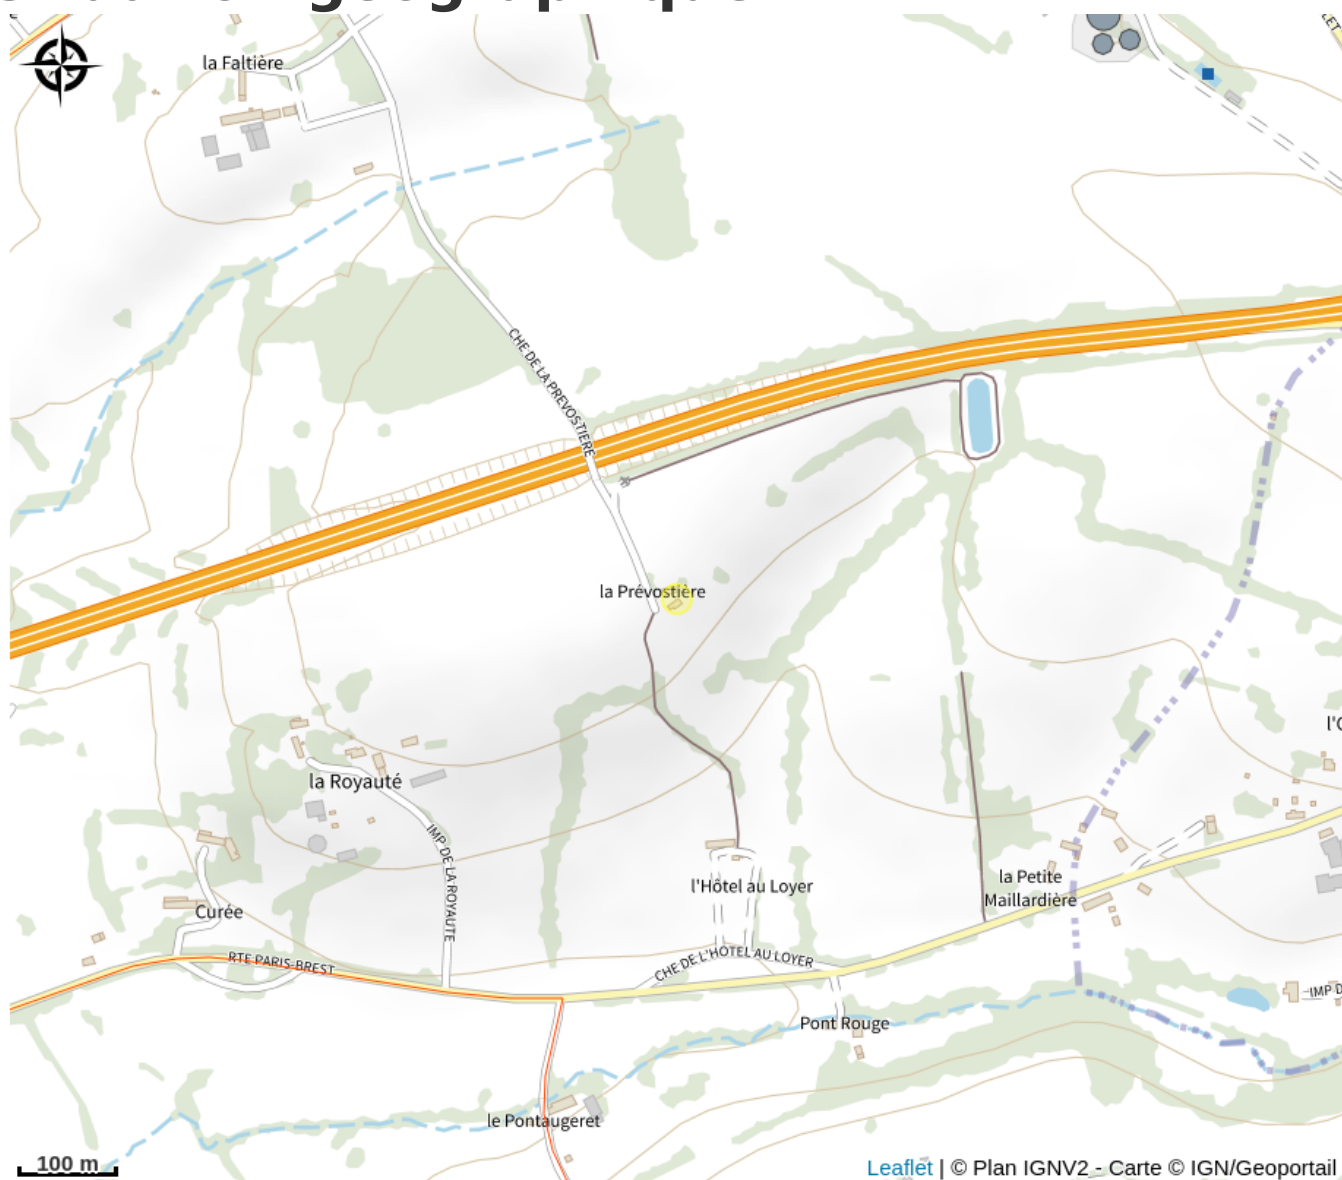 la Faltière
CHE DE LA PREVOSTIERE
la Prévostière
la Royauté
IMP DE LA ROYAUTE
Curée
RTE PARIS-BREST
l'Hôtel au Loyer
CHE DE L'HOTEL AU LOYER
la Petite
Maillardière
Pont Rouge
IMP D
le Pontaugeret
100 m
Leaflet | © Plan IGNV2 - Carte © IGN/Geoportail